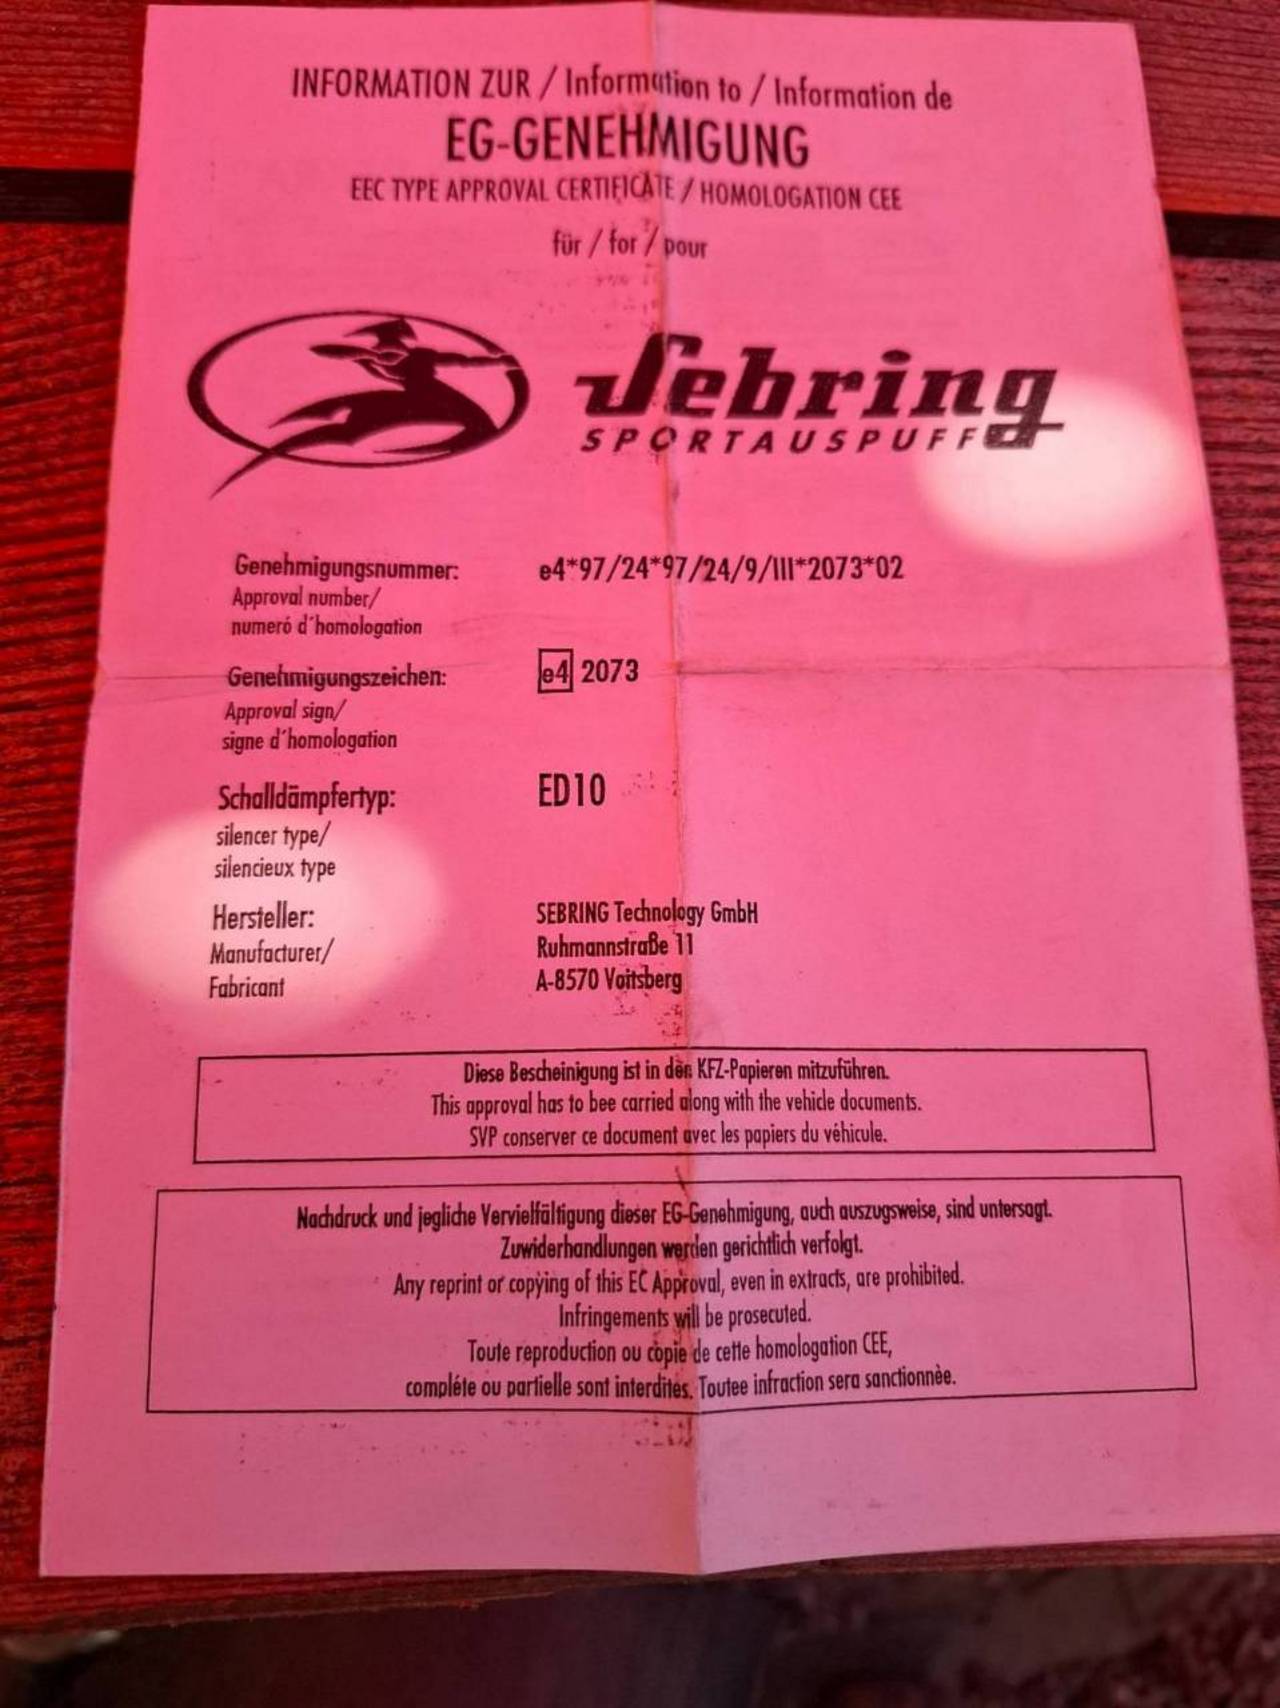 INFORMATION ZUR / Information to / Information de
EG-GENEHMIGUNG
EEC TYPE APPROVAL CERTIFICATE / HOMOLOGATION CEE
für / for / pour
Sebring
SPORTAUSPUFF
Genehmigungsnummer: e4*97/24*97/24/9/III*2073*02
Approval number/
numeró d´homologation
Genehmigungszeichen: e4 2073
Approval sign/
signe d´homologation
Schalldämpfertyp: ED10
silencer type/
silencieux type
Hersteller: SEBRING Technology GmbH
Manufacturer/ Ruhmannstraße 11
Fabricant A-8570 Voitsberg
Diese Bescheinigung ist in den KFZ-Papieren mitzuführen.
This approval has to bee carried along with the vehicle documents.
SVP conserver ce document avec les papiers du véhicule.
Nachdruck und jegliche Vervielfältigung dieser EG-Genehmigung, auch auszugsweise, sind untersagt.
Zuwiderhandlungen werden gerichtlich verfolgt.
Any reprint or copying of this EC Approval, even in extracts, are prohibited.
Infringements will be prosecuted.
Toute reproduction ou copie de cette homologation CEE,
compléte ou partielle sont interdites. Toutee infraction sera sanctionnèe.